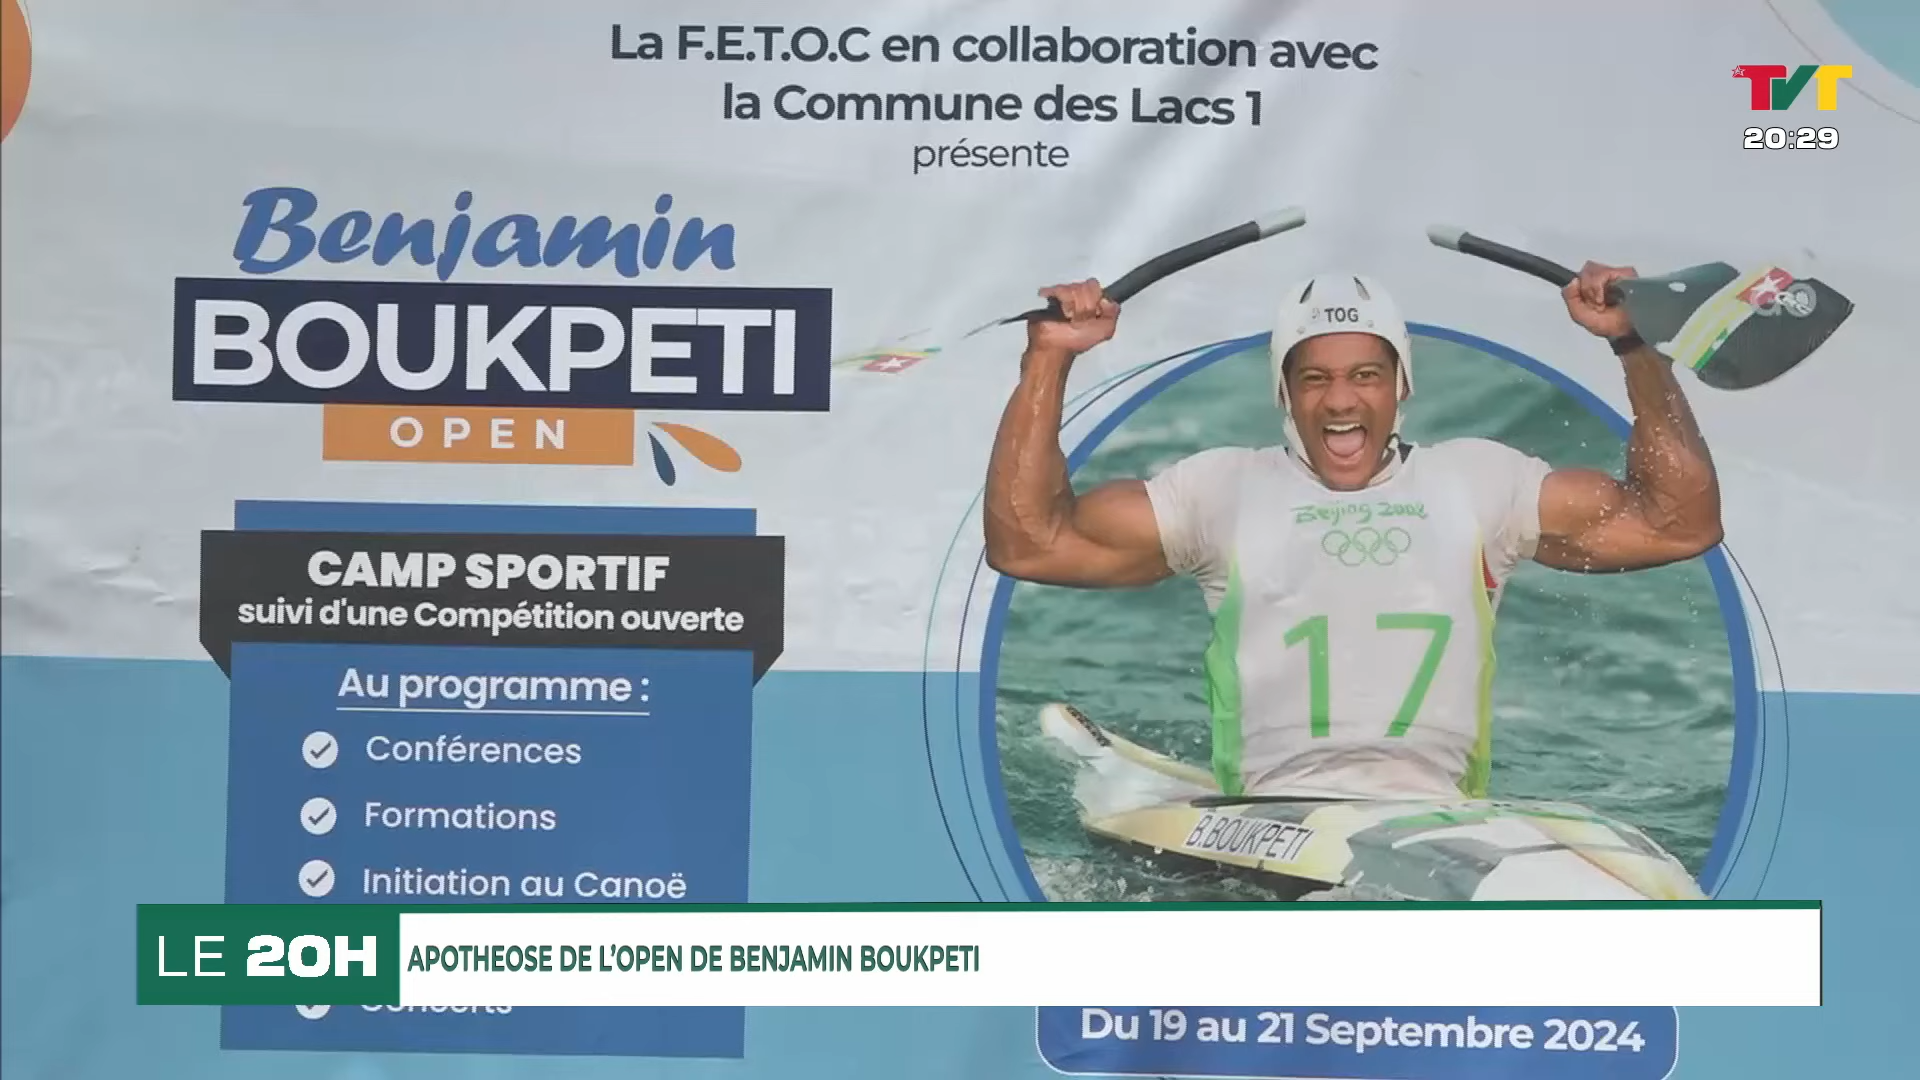 La F.E.T.O.C en collaboration avec
la Commune des Lacs 1
présente
TVT
20:29
Benjamin
BOUKPETI
OPEN
TOG
Beijing 2008
17
B.BOUKPETI
CAMP SPORTIF
suivi d'une Compétition ouverte
Au programme :
Conférences
Formations
Initiation au Canoë
Concerts
LE 20H
APOTHEOSE DE L'OPEN DE BENJAMIN BOUKPETI
Du 19 au 21 Septembre 2024